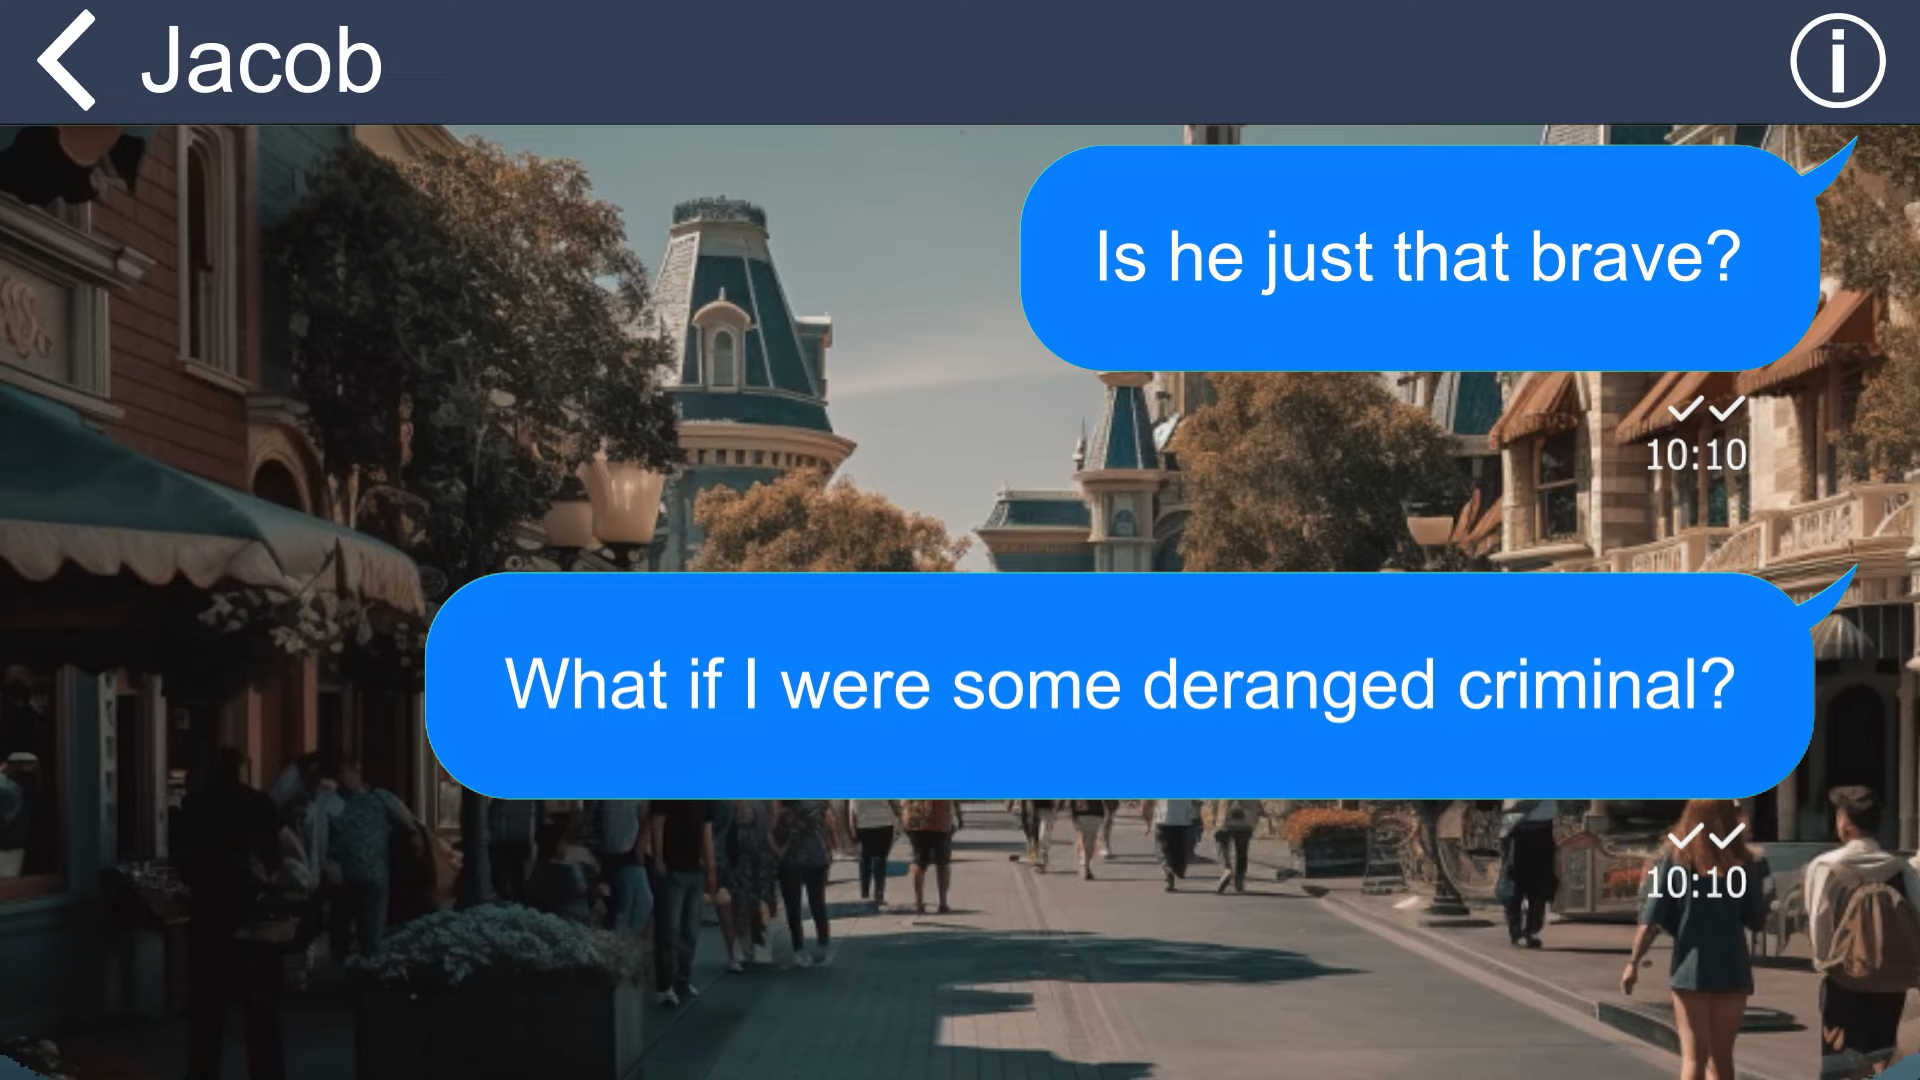 Jacob
Is he just that brave?
10:10
What if I were some deranged criminal?
10:10